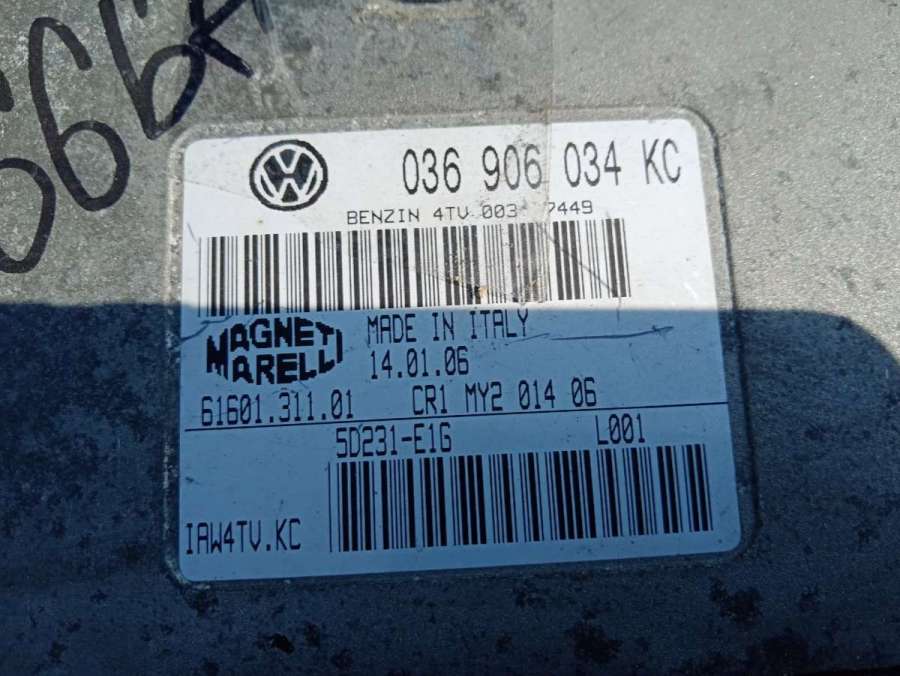 036 906 034 KC
BENZIN 4TV 003 7449
MAGNETI MARELLI
MADE IN ITALY
14.01.06
61601.311.01 CR1 MY2 014 06
5D231-E1G L001
IAW4TV.KC